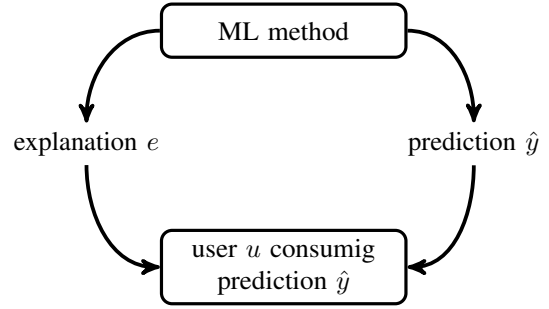 ML method
explanation e
prediction ŷ
user u consumig
prediction ŷ